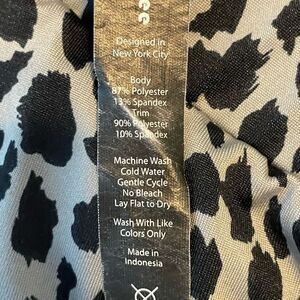 Designed in
New York City
Body
87% Polyester
13% Spandex
Trim
90% Polyester
10% Spandex
Machine Wash
Cold Water
Gentle Cycle
No Bleach
Lay Flat to Dry
Wash With Like
Colors Only
Made in
Indonesia